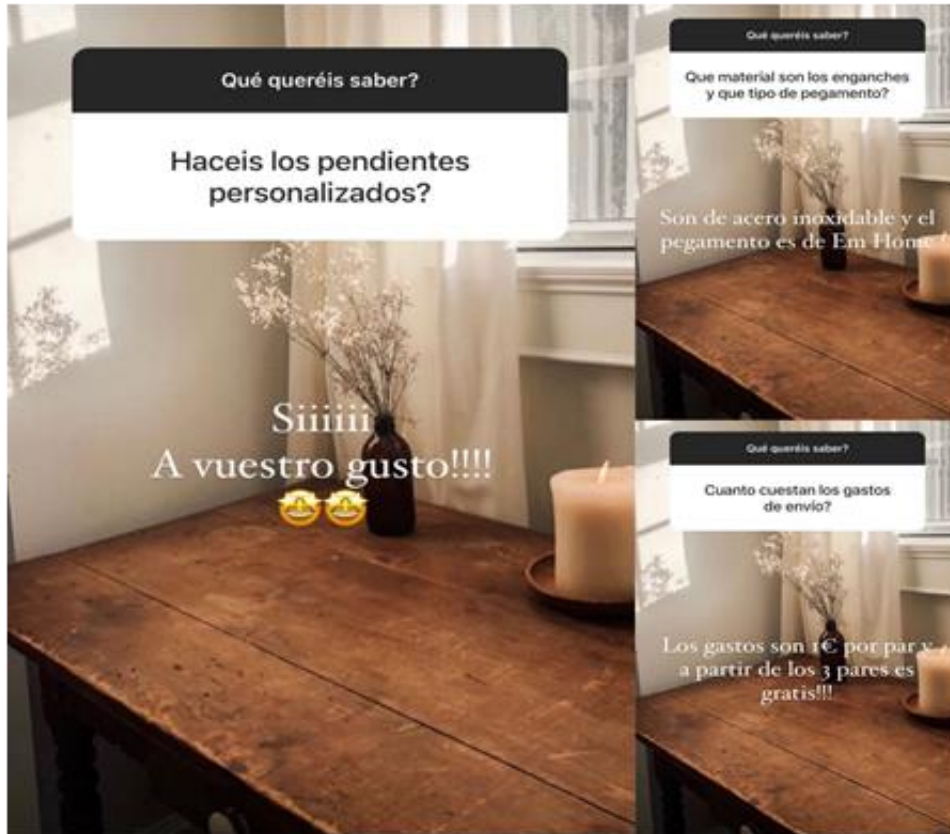 Qué queréis saber?
Haceis los pendientes
personalizados?
Siiiiii
A vuestro gusto!!!!
🤩🤩
Qué queréis saber?
Que material son los enganches
y que tipo de pegamento?
Son de acero inoxidable y el
pegamento es de Em Home
Qué queréis saber?
Cuanto cuestan los gastos
de envío?
Los gastos son 1€ por par y
a partir de los 3 pares es
gratis!!!